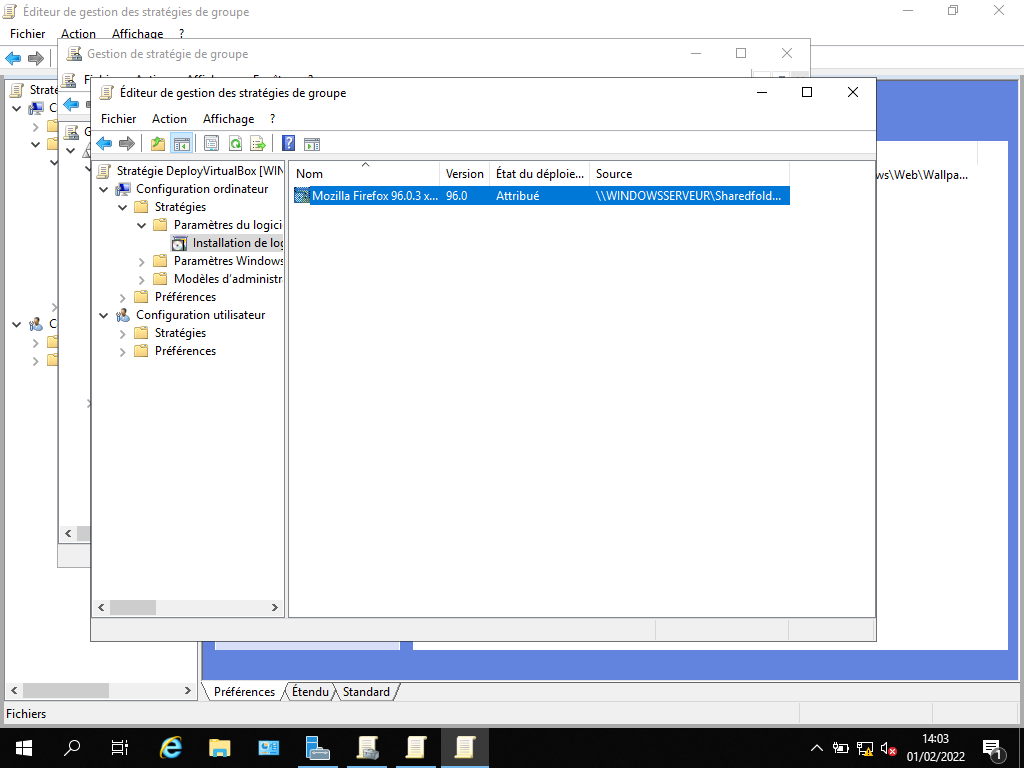 Éditeur de gestion des stratégies de groupe
Fichier Action Affichage ?
Gestion de stratégie de groupe
Éditeur de gestion des stratégies de groupe
Fichier Action Affichage ?
Stratégie DeployVirtualBox [WIN
Configuration ordinateur
Stratégies
Paramètres du logici
Installation de log
Paramètres Windows
Modèles d'administr
Préférences
Configuration utilisateur
Stratégies
Préférences
Nom Version État du déploie... Source
Mozilla Firefox 96.0.3 x... 96.0 Attribué \\WINDOWSSERVEUR\Sharedfold...
ws\Web\Wallpa...
Préférences Étendu Standard
Fichiers
14:03
01/02/2022
1